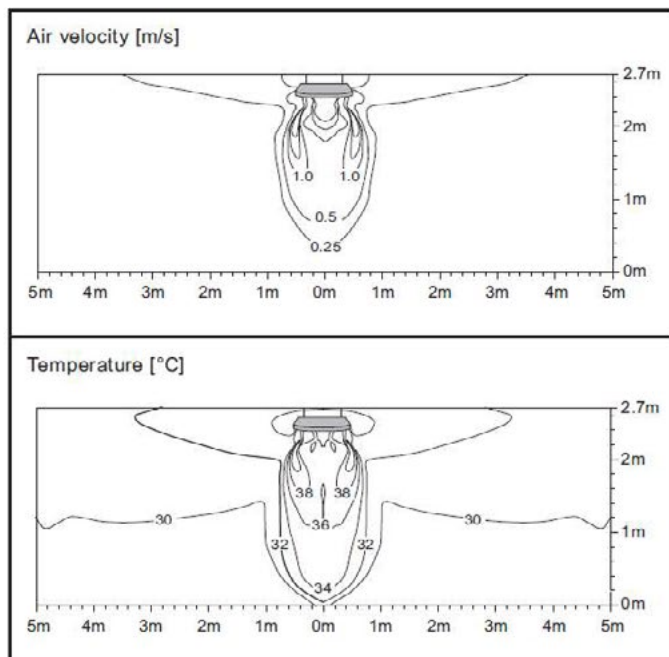 Air velocity [m/s]
2.7m
2m
1.0 1.0
1m
0.5
0.25
0m
5m 4m 3m 2m 1m 0m 1m 2m 3m 4m 5m
Temperature [°C]
2.7m
2m
38 38
36
30 30
1m
32 32
34
0m
5m 4m 3m 2m 1m 0m 1m 2m 3m 4m 5m